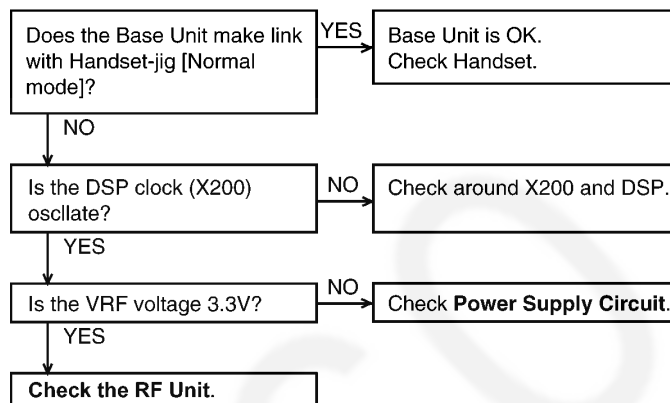 Does the Base Unit make link
with Handset-jig [Normal
mode]?
YES
Base Unit is OK.
Check Handset.
NO
Is the DSP clock (X200)
oscllate?
NO
Check around X200 and DSP.
YES
Is the VRF voltage 3.3V?
NO
Check Power Supply Circuit.
YES
Check the RF Unit.